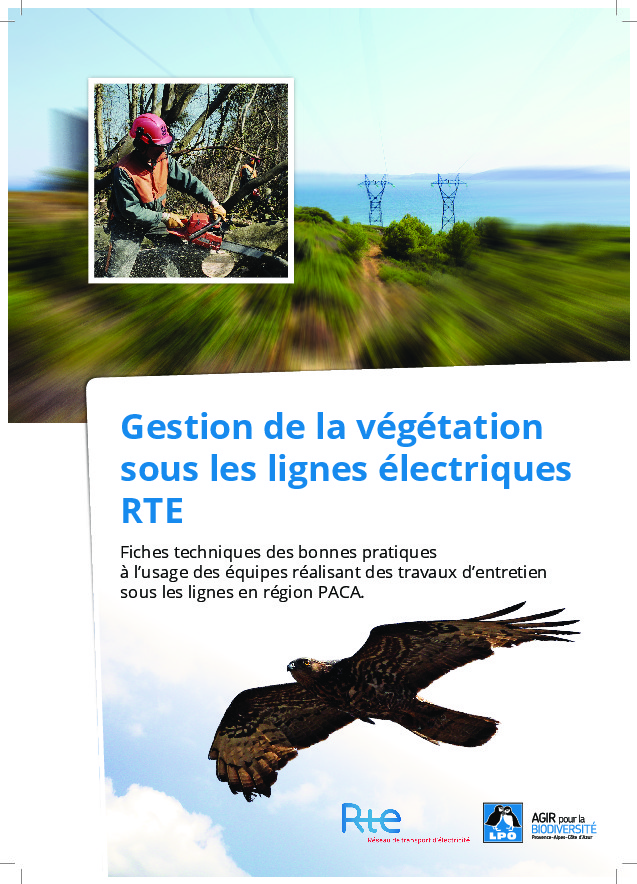 Gestion de la végétation
sous les lignes électriques
RTE
Fiches techniques des bonnes pratiques
à l'usage des équipes réalisant des travaux d'entretien
sous les lignes en région PACA.
Rte
Réseau de transport d'électricité
LPO
AGIR pour la
BIODIVERSITÉ
Provence-Alpes-Côte d'Azur